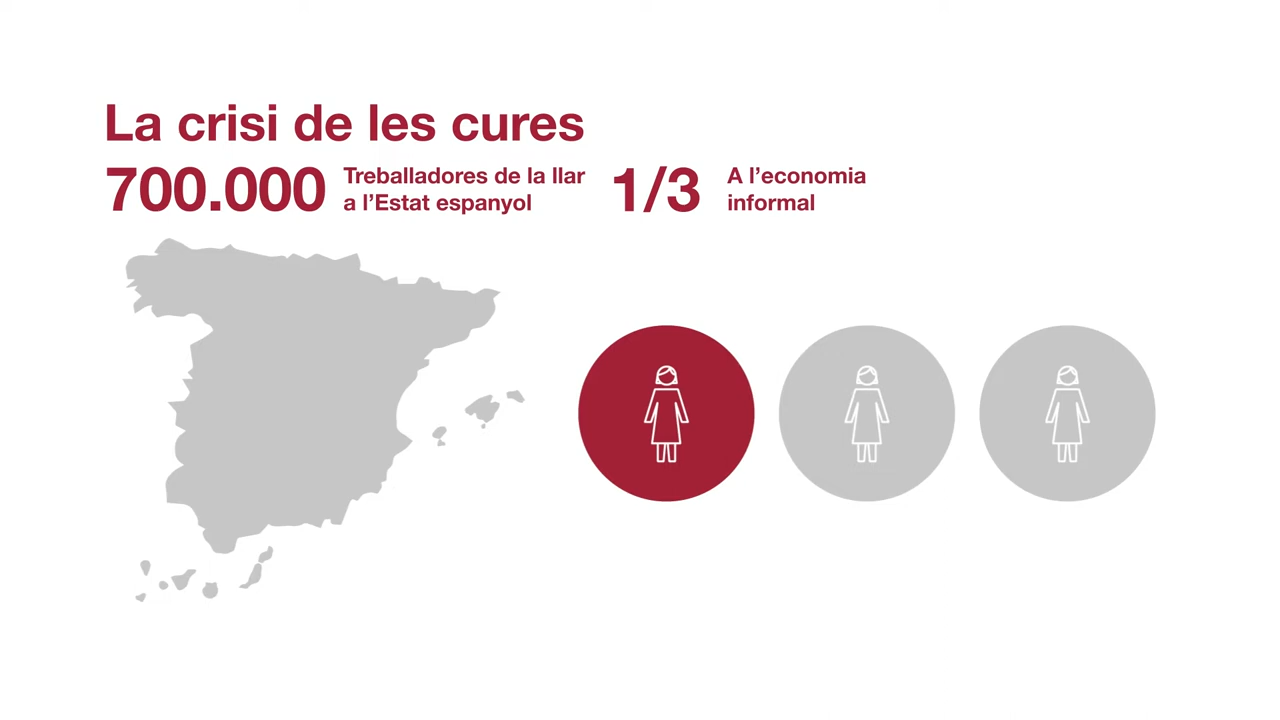 La crisi de les cures
700.000
Treballadores de la llar
a l’Estat espanyol
1/3
A l’economia
informal